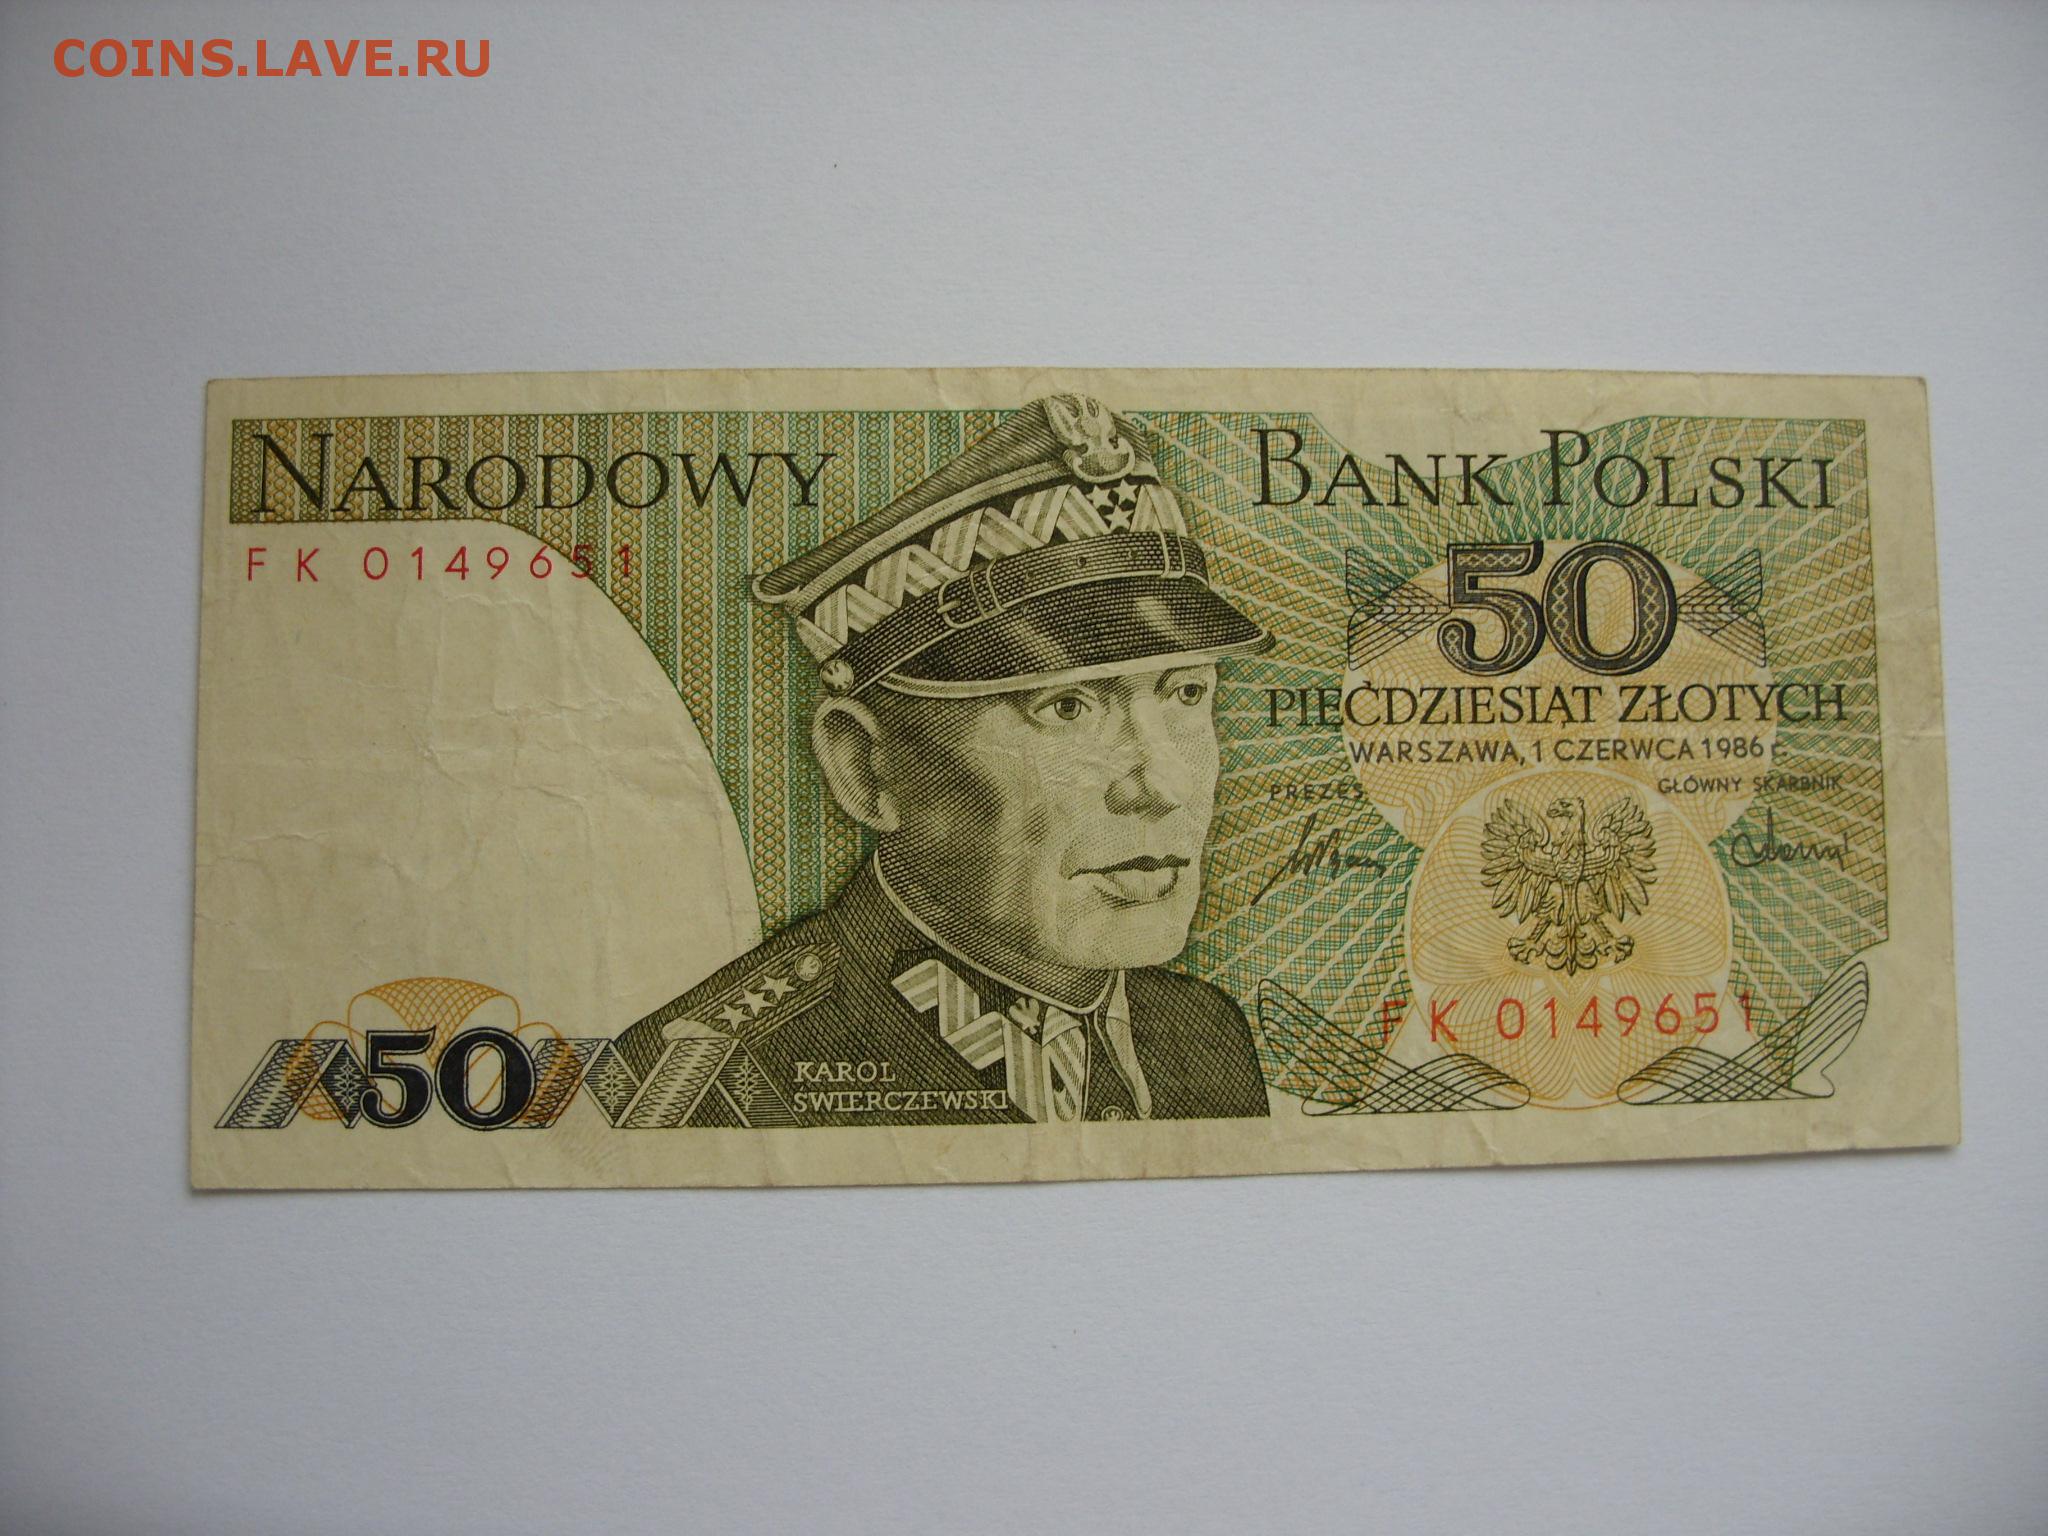 COINS.LAVE.RU
NARODOWY BANK POLSKI
FK 0149651
50
PIĘĆDZIESIĄT ZŁOTYCH
WARSZAWA, 1 CZERWCA 1986 r.
PREZES GŁÓWNY SKARBNIK
FK 0149651
50
KAROL
ŚWIERCZEWSKI